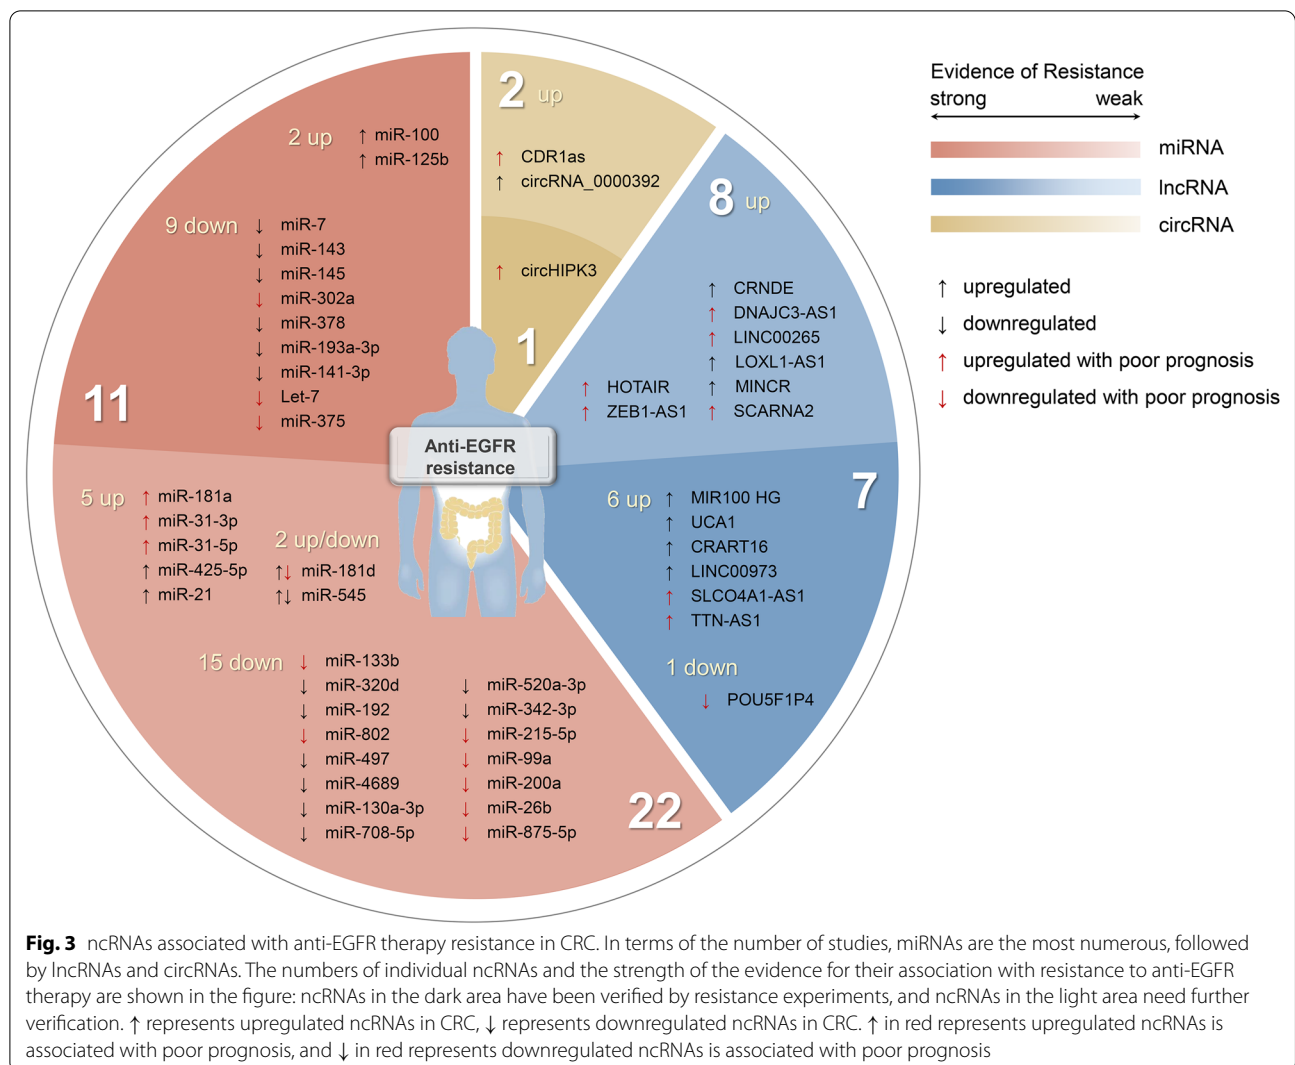 2 up
↑ CDR1as
↑ circRNA_0000392
↑ circHIPK3
1
8 up
↑ CRNDE
↑ DNAJC3-AS1
↑ LINC00265
↑ LOXL1-AS1
↑ MINCR
↑ SCARNA2
↑ HOTAIR
↑ ZEB1-AS1
7
6 up
↑ MIR100 HG
↑ UCA1
↑ CRART16
↑ LINC00973
↑ SLCO4A1-AS1
↑ TTN-AS1
1 down
↓ POU5F1P4
2 up
↑ miR-100
↑ miR-125b
9 down
↓ miR-7
↓ miR-143
↓ miR-145
↓ miR-302a
↓ miR-378
↓ miR-193a-3p
↓ miR-141-3p
↓ Let-7
↓ miR-375
11
Anti-EGFR
resistance
5 up
↑ miR-181a
↑ miR-31-3p
↑ miR-31-5p
↑ miR-425-5p
↑ miR-21
2 up/down
↑↓ miR-181d
↑↓ miR-545
15 down
↓ miR-133b
↓ miR-320d
↓ miR-192
↓ miR-802
↓ miR-497
↓ miR-4689
↓ miR-130a-3p
↓ miR-708-5p
↓ miR-520a-3p
↓ miR-342-3p
↓ miR-215-5p
↓ miR-99a
↓ miR-200a
↓ miR-26b
↓ miR-875-5p
22
Evidence of Resistance
strong weak
miRNA
lncRNA
circRNA
↑ upregulated
↓ downregulated
↑ upregulated with poor prognosis
↓ downregulated with poor prognosis
Fig. 3 ncRNAs associated with anti-EGFR therapy resistance in CRC. In terms of the number of studies, miRNAs are the most numerous, followed
by lncRNAs and circRNAs. The numbers of individual ncRNAs and the strength of the evidence for their association with resistance to anti-EGFR
therapy are shown in the figure: ncRNAs in the dark area have been verified by resistance experiments, and ncRNAs in the light area need further
verification. ↑ represents upregulated ncRNAs in CRC, ↓ represents downregulated ncRNAs in CRC. ↑ in red represents upregulated ncRNAs is
associated with poor prognosis, and ↓ in red represents downregulated ncRNAs is associated with poor prognosis